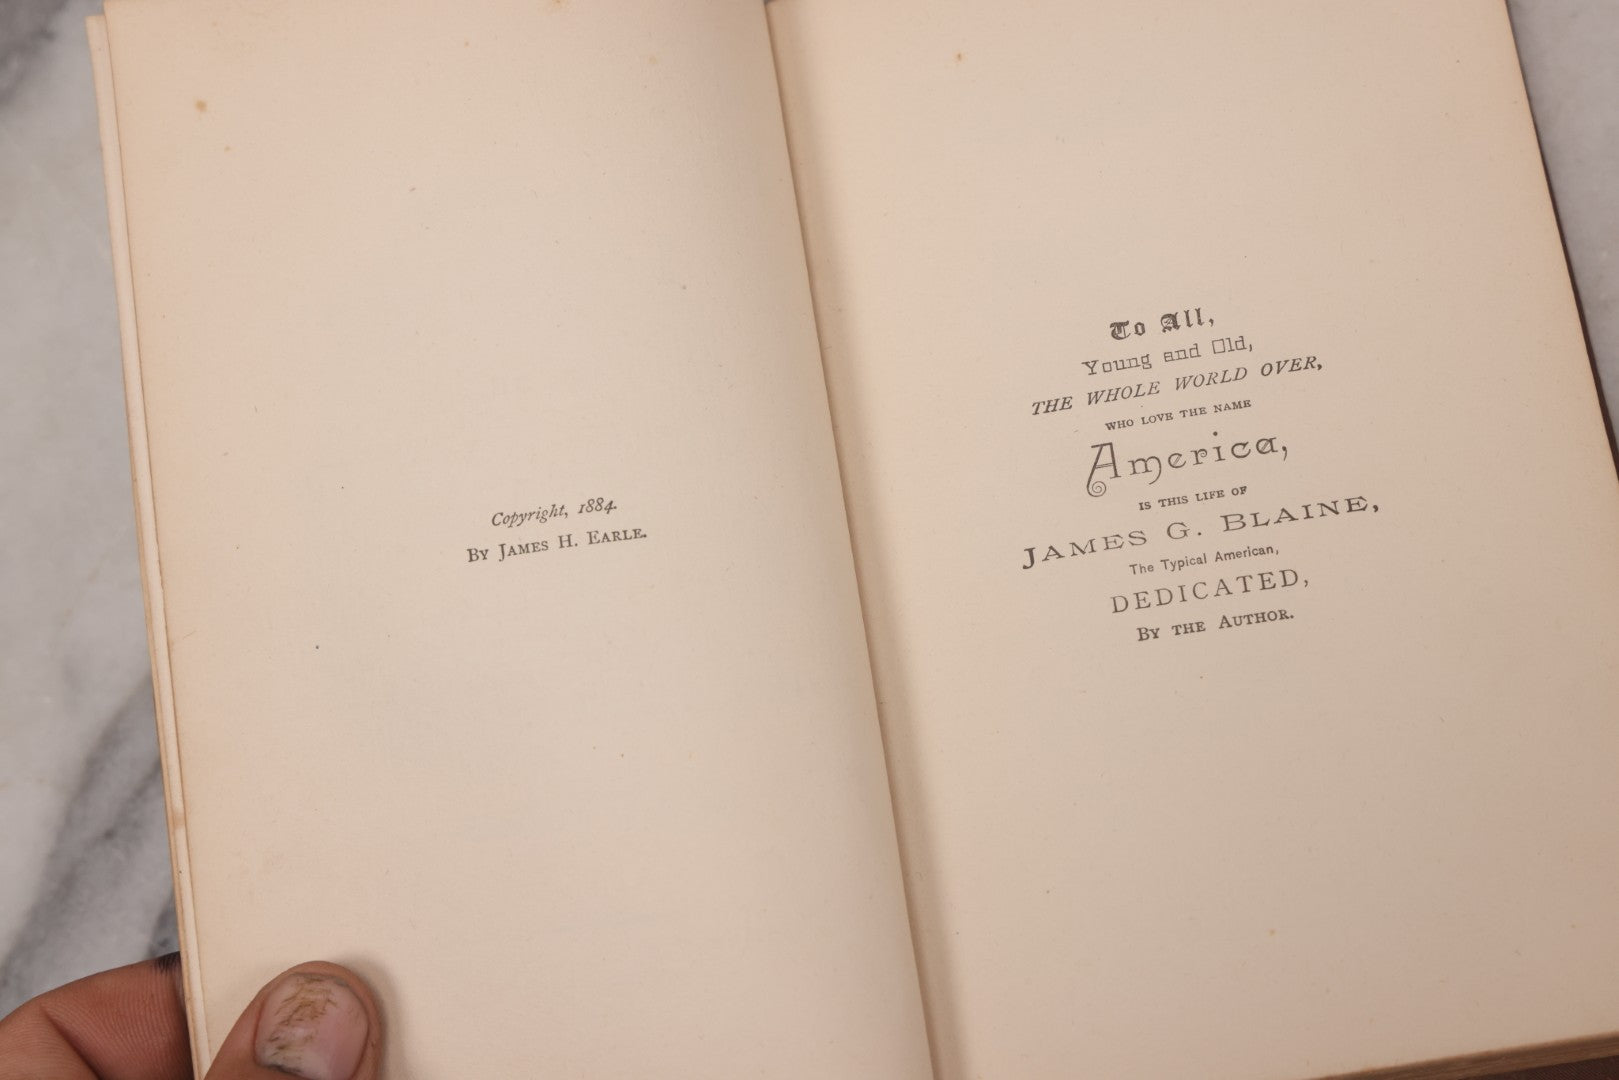 Copyright, 1884.
By James H. Earle.
To All,
Young and Old,
THE WHOLE WORLD OVER,
WHO LOVE THE NAME
America,
IS THIS LIFE OF
JAMES G. BLAINE,
The Typical American,
DEDICATED,
By the Author.